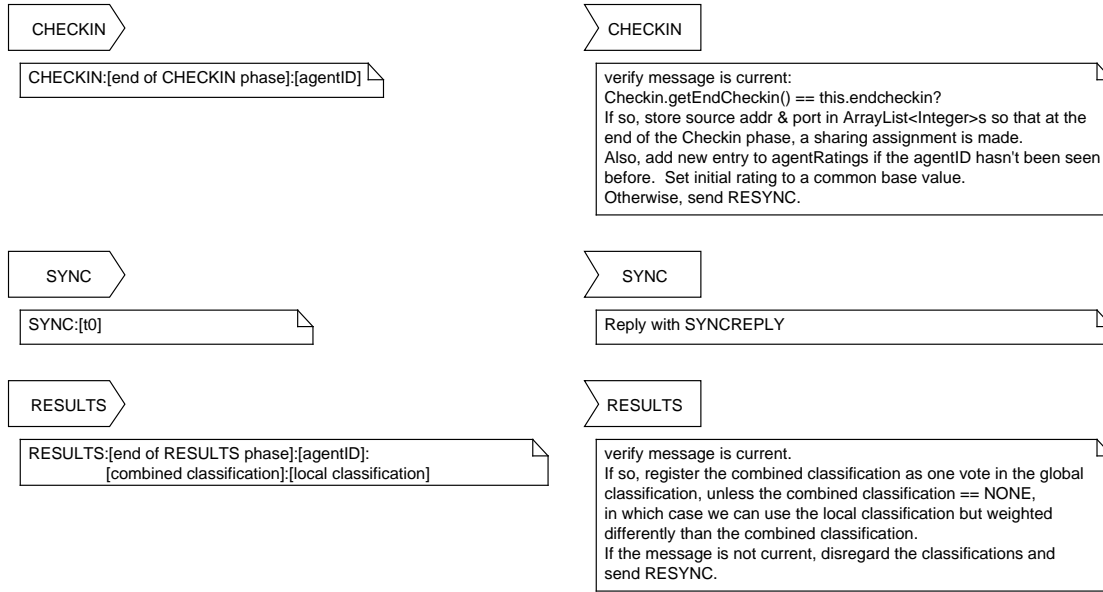 CHECKIN
CHECKIN
CHECKIN:[end of CHECKIN phase]:[agentID]
verify message is current:
Checkin.getEndCheckin() == this.endcheckin?
If so, store source addr & port in ArrayList<Integer>s so that at the
end of the Checkin phase, a sharing assignment is made.
Also, add new entry to agentRatings if the agentID hasn't been seen
before.  Set initial rating to a common base value.
Otherwise, send RESYNC.
SYNC
SYNC
SYNC:[t0]
Reply with SYNCREPLY
RESULTS
RESULTS
RESULTS:[end of RESULTS phase]:[agentID]:
[combined classification]:[local classification]
verify message is current.
If so, register the combined classification as one vote in the global
classification, unless the combined classification == NONE,
in which case we can use the local classification but weighted
differently than the combined classification.
If the message is not current, disregard the classifications and
send RESYNC.